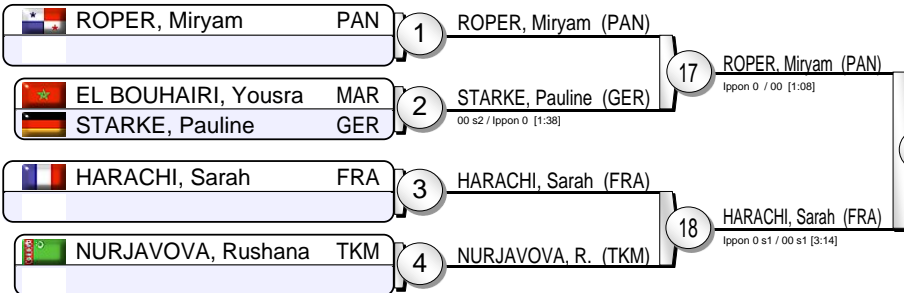 ROPER, Miryam PAN
1
ROPER, Miryam (PAN)
EL BOUHAIRI, Yousra MAR
STARKE, Pauline GER
2
STARKE, Pauline (GER)
00 s2 / Ippon 0 [1:38]
17
ROPER, Miryam (PAN)
Ippon 0 / 00 [1:08]
HARACHI, Sarah FRA
3
HARACHI, Sarah (FRA)
NURJAVOVA, Rushana TKM
4
NURJAVOVA, R. (TKM)
18
HARACHI, Sarah (FRA)
Ippon 0 s1 / 00 s1 [3:14]